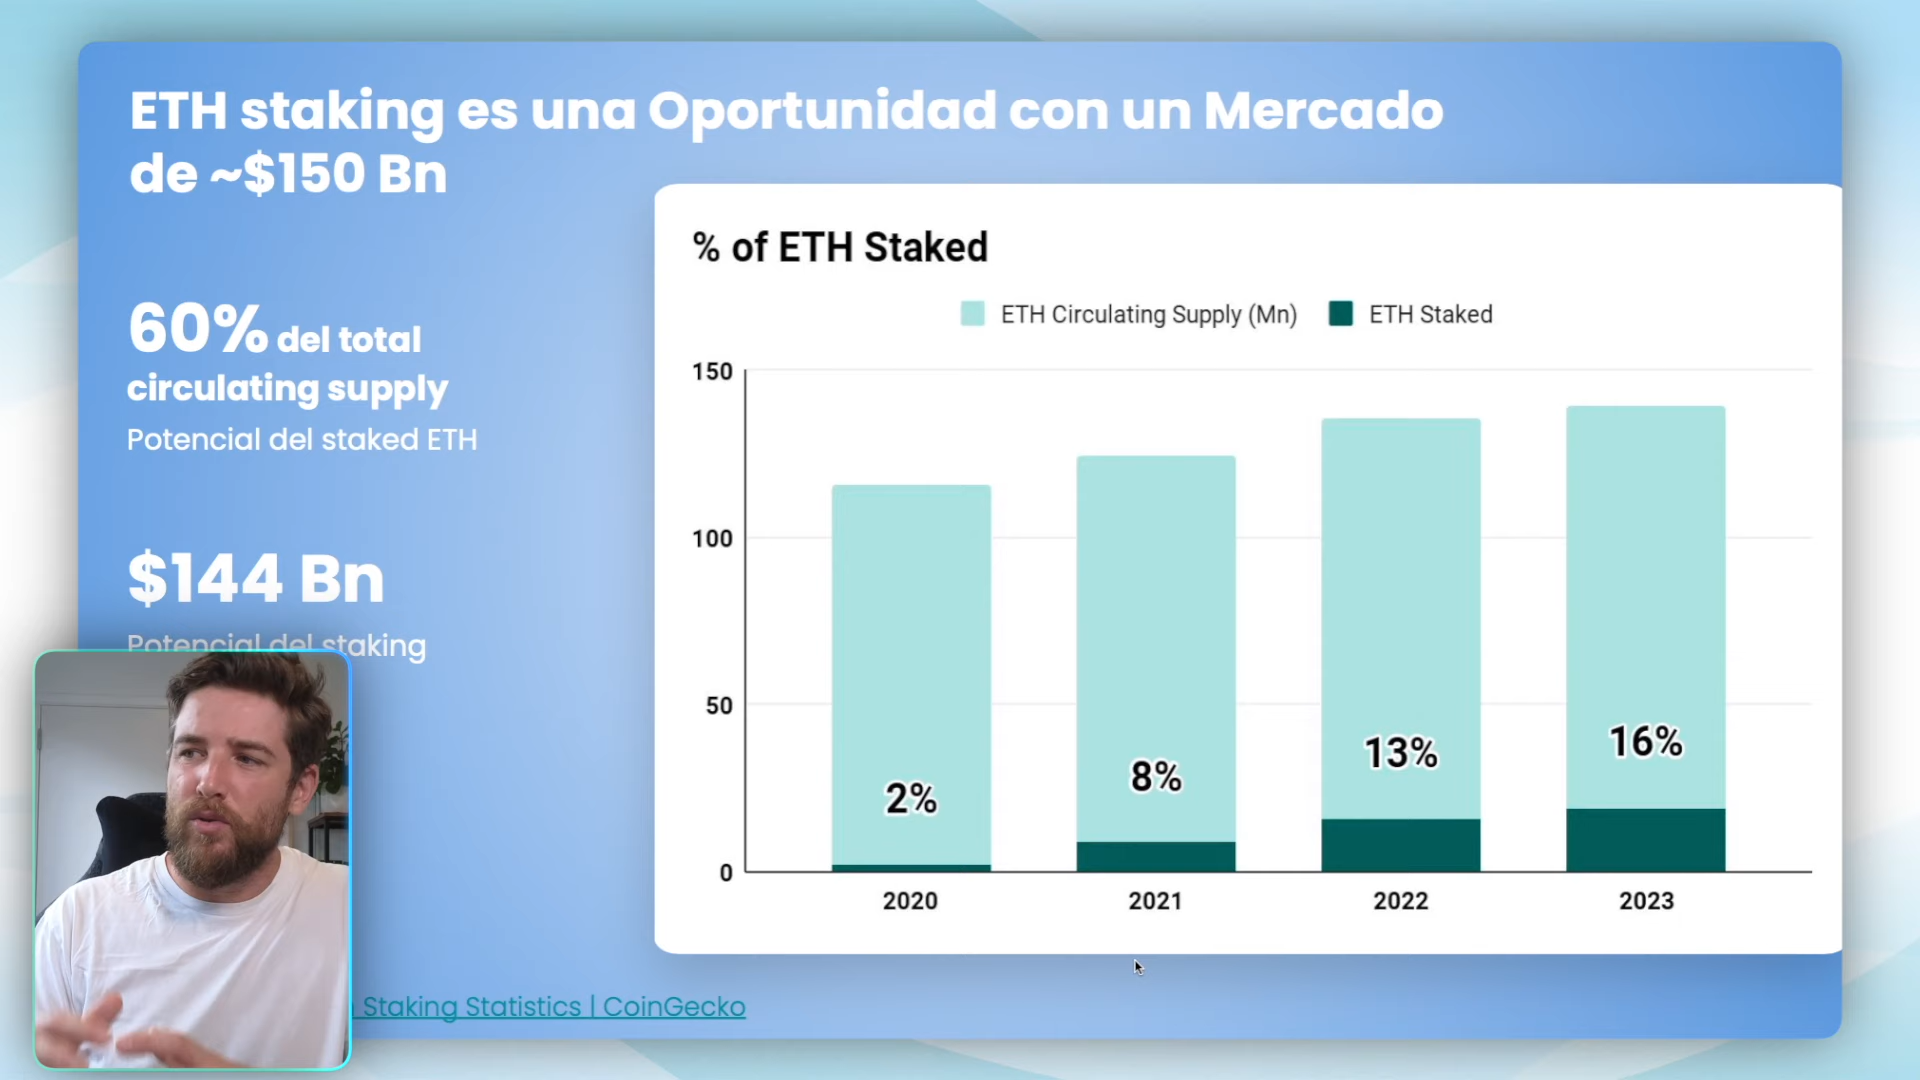 ETH staking es una Oportunidad con un Mercado
de ~$150 Bn
60% del total
circulating supply
Potencial del staked ETH
$144 Bn
Potencial del staking
% of ETH Staked
ETH Circulating Supply (Mn)
ETH Staked
150
100
50
0
2%
8%
13%
16%
2020
2021
2022
2023
Staking Statistics | CoinGecko